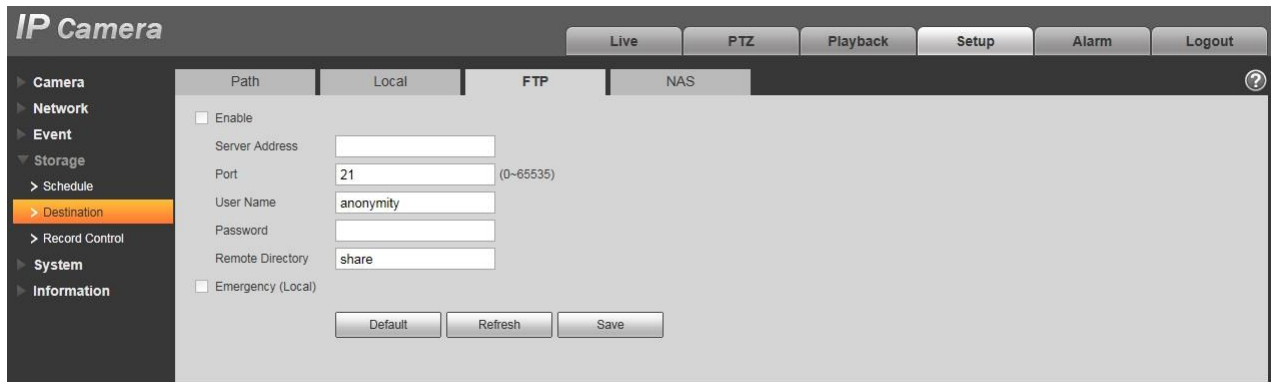 IP Camera
Live PTZ Playback Setup Alarm Logout
Camera
Network
Event
Storage
> Schedule
> Destination
> Record Control
System
Information
Path Local FTP NAS ?
Enable
Server Address
Port 21 (0~65535)
User Name anonymity
Password
Remote Directory share
Emergency (Local)
Default Refresh Save